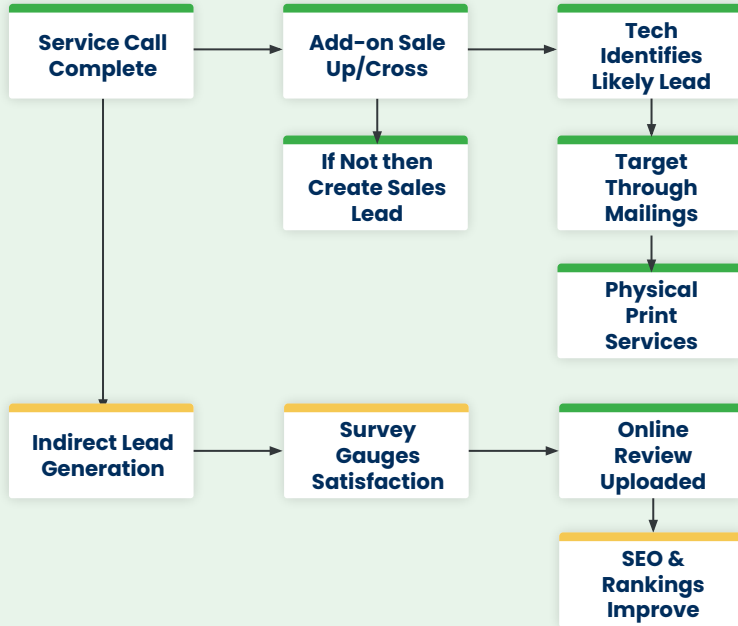 Service Call
Complete
Add-on Sale
Up/Cross
Tech
Identifies
Likely Lead
If Not then
Create Sales
Lead
Target
Through
Mailings
Physical
Print
Services
Indirect Lead
Generation
Survey
Gauges
Satisfaction
Online
Review
Uploaded
SEO &
Rankings
Improve